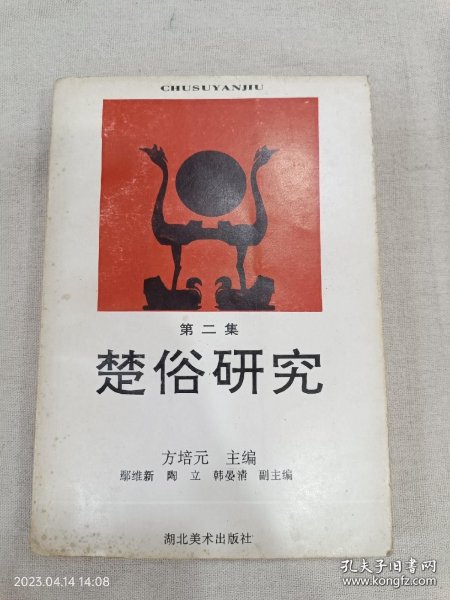 CHUSUYANJIU
第二集
楚俗研究
方培元 主编
鄢维新 陶立 韩晏清 副主编
湖北美术出版社
2023.04.14 14:08
孔夫子旧书网
www.kongfz.com